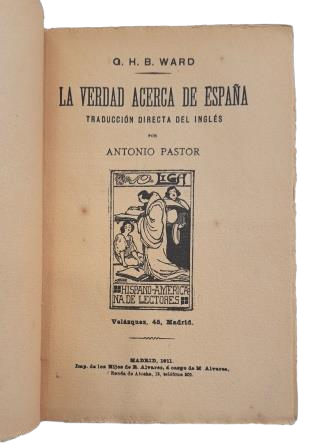 G. H. B. WARD
LA VERDAD ACERCA DE ESPAÑA
TRADUCCIÓN DIRECTA DEL INGLÉS
POR
ANTONIO PASTOR
LIGA
HISPANO-AMERICA
NA DE LECTORES
Velázquez, 45, Madrid.
MADRID, 1911.
Imp. de los Hijos de R. Alvarez, á cargo de M Alvarez,
Ronda de Atocha, 15, teléfono 809.